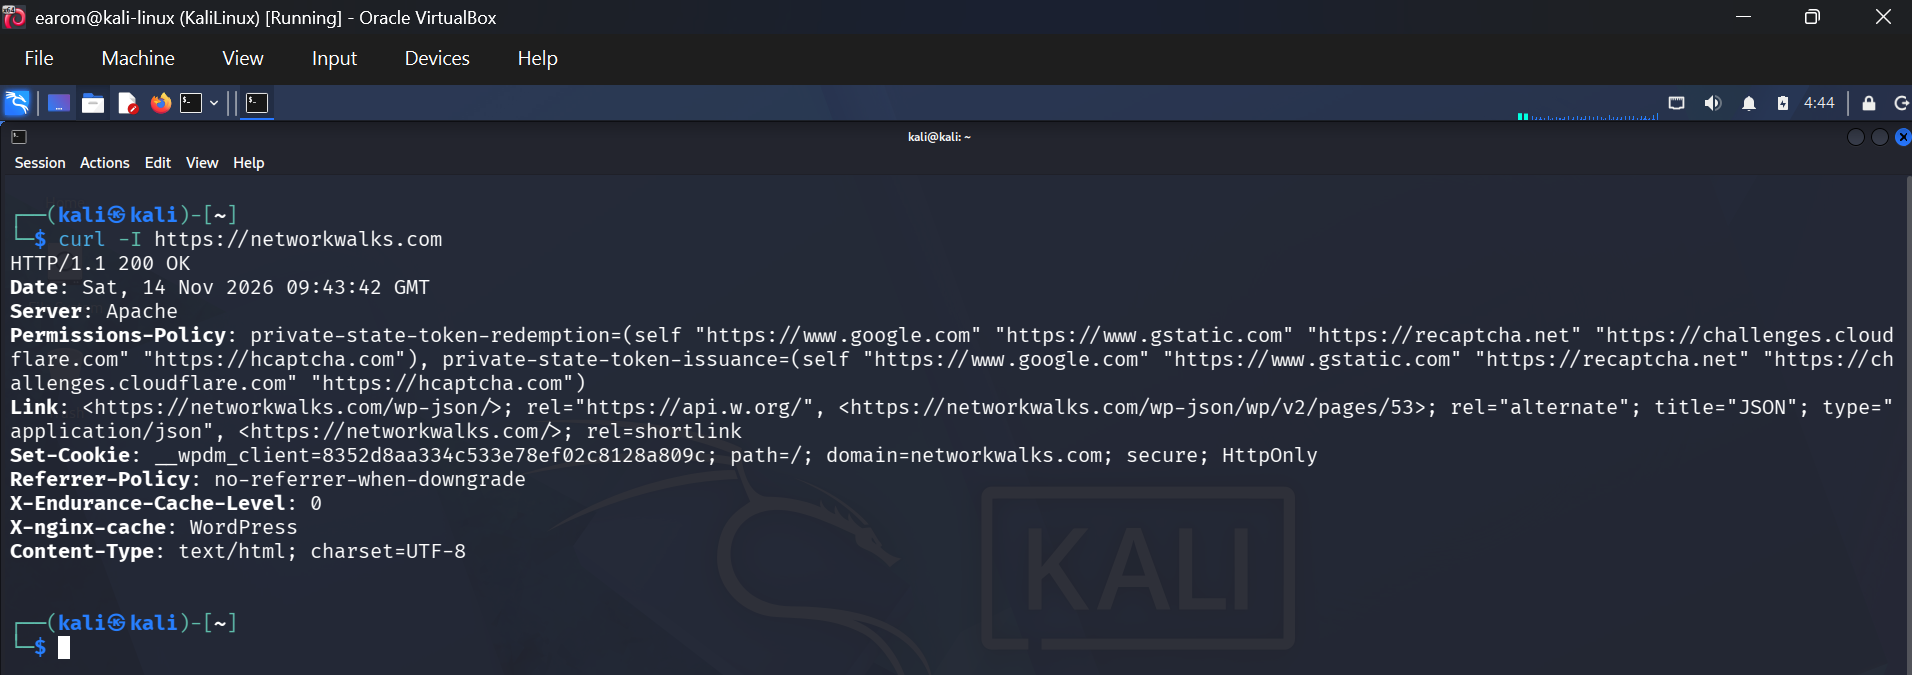 earom@kali-linux (KaliLinux) [Running] - Oracle VirtualBox
File Machine View Input Devices Help
4:44
kali@kali: ~
Session Actions Edit View Help
┌──(kali㉿kali)-[~]
└─$ curl -I https://networkwalks.com
HTTP/1.1 200 OK
Date: Sat, 14 Nov 2026 09:43:42 GMT
Server: Apache
Permissions-Policy: private-state-token-redemption=(self "https://www.google.com" "https://www.gstatic.com" "https://recaptcha.net" "https://challenges.cloud
flare.com" "https://hcaptcha.com"), private-state-token-issuance=(self "https://www.google.com" "https://www.gstatic.com" "https://recaptcha.net" "https://ch
allenges.cloudflare.com" "https://hcaptcha.com")
Link: <https://networkwalks.com/wp-json/>; rel="https://api.w.org/", <https://networkwalks.com/wp-json/wp/v2/pages/53>; rel="alternate"; title="JSON"; type="
application/json", <https://networkwalks.com/>; rel=shortlink
Set-Cookie: __wpdm_client=8352d8aa334c533e78ef02c8128a809c; path=/; domain=networkwalks.com; secure; HttpOnly
Referrer-Policy: no-referrer-when-downgrade
X-Endurance-Cache-Level: 0
X-nginx-cache: WordPress
Content-Type: text/html; charset=UTF-8
KALI
┌──(kali㉿kali)-[~]
└─$